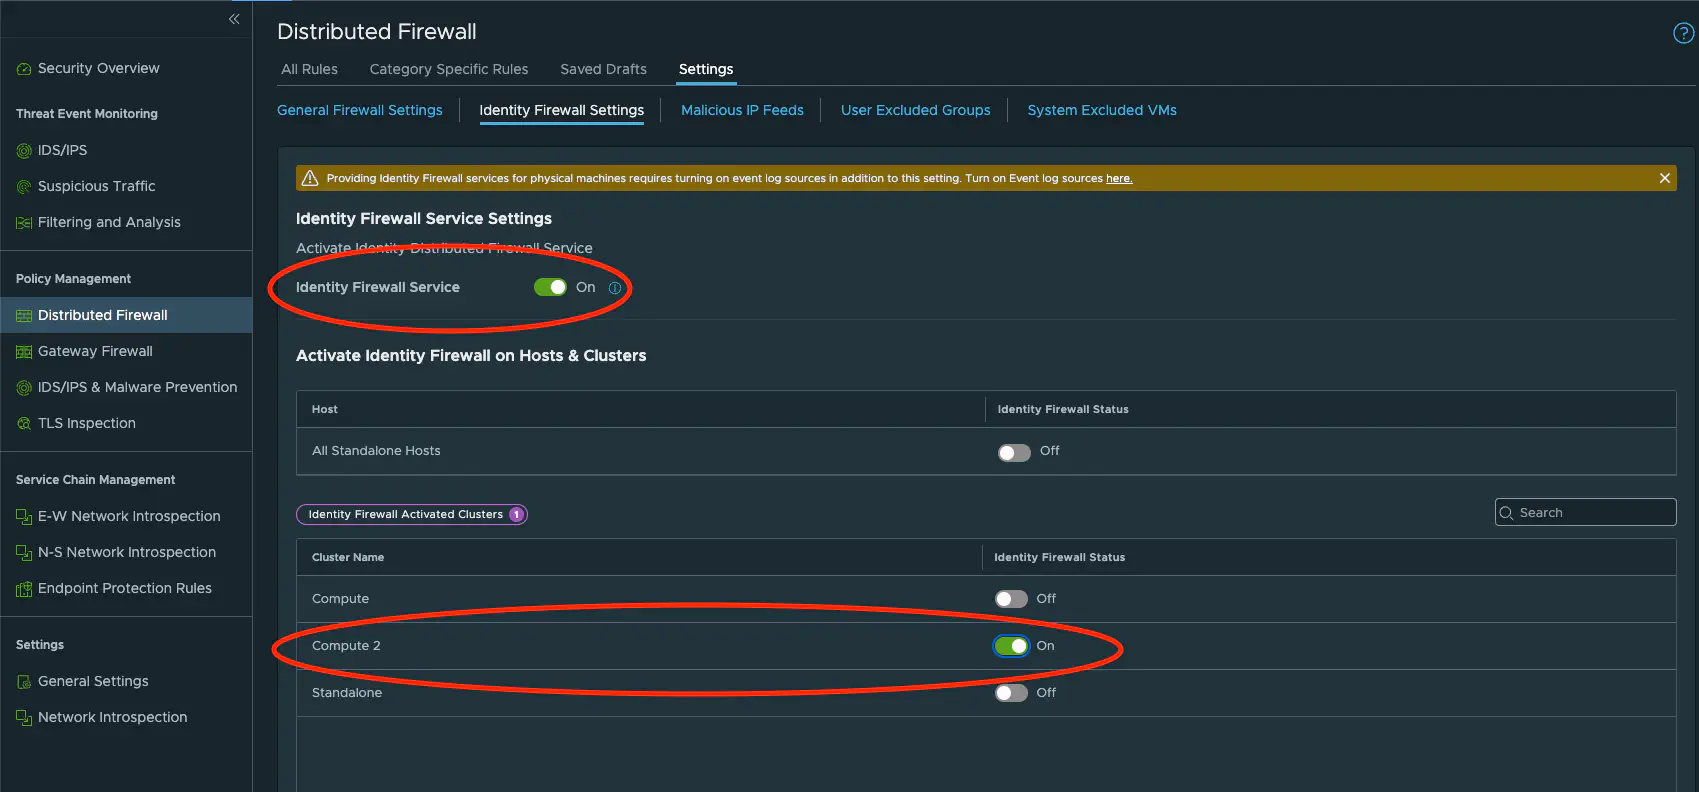 Security Overview
Threat Event Monitoring
IDS/IPS
Suspicious Traffic
Filtering and Analysis
Policy Management
Distributed Firewall
Gateway Firewall
IDS/IPS & Malware Prevention
TLS Inspection
Service Chain Management
E-W Network Introspection
N-S Network Introspection
Endpoint Protection Rules
Settings
General Settings
Network Introspection
Distributed Firewall
All Rules Category Specific Rules Saved Drafts Settings
General Firewall Settings Identity Firewall Settings Malicious IP Feeds User Excluded Groups System Excluded VMs
Providing Identity Firewall services for physical machines requires turning on event log sources in addition to this setting. Turn on Event log sources here.
Identity Firewall Service Settings
Activate Identity Distributed Firewall Service
Identity Firewall Service On
Activate Identity Firewall on Hosts & Clusters
Host Identity Firewall Status
All Standalone Hosts Off
Identity Firewall Activated Clusters 1 Search
Cluster Name Identity Firewall Status
Compute Off
Compute 2 On
Standalone Off